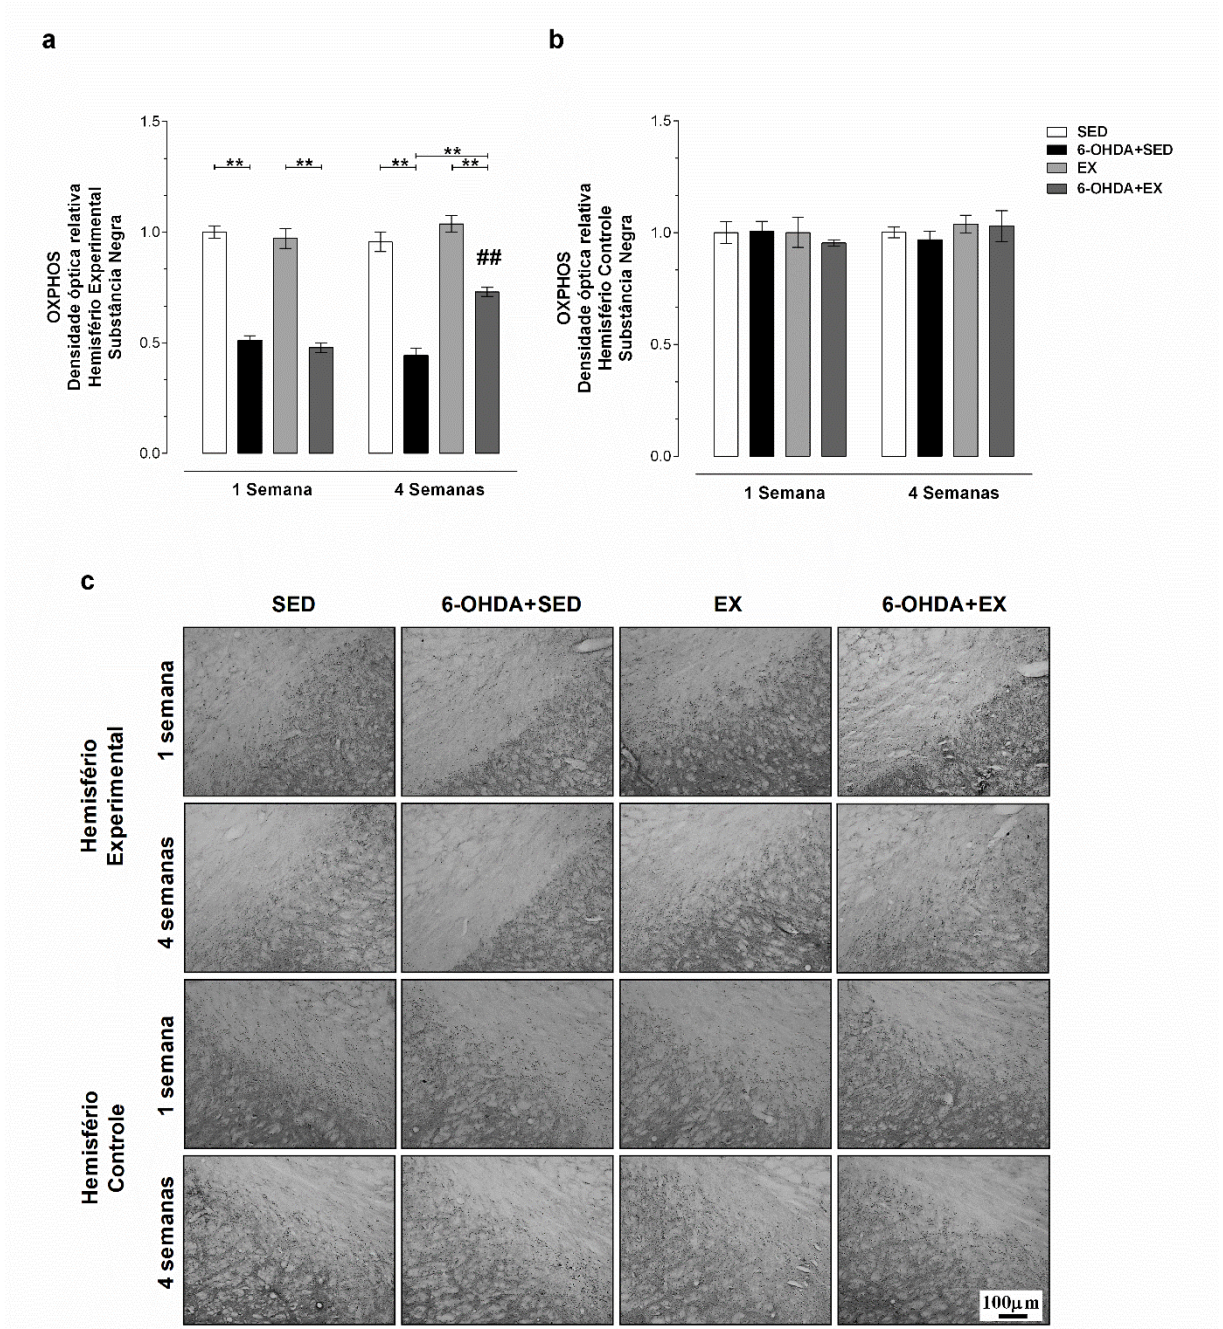 a
OXPHOS
Densidade óptica relativa
Hemisfério Experimental
Substância Negra
1.5
1.0
0.5
0.0
**
**
**
**
**
##
1 Semana
4 Semanas
b
OXPHOS
Densidade óptica relativa
Hemisfério Controle
Substância Negra
1.5
1.0
0.5
0.0
1 Semana
4 Semanas
SED
6-OHDA+SED
EX
6-OHDA+EX
c
SED
6-OHDA+SED
EX
6-OHDA+EX
Hemisfério
Experimental
1 semana
4 semanas
Hemisfério
Controle
1 semana
4 semanas
100µm